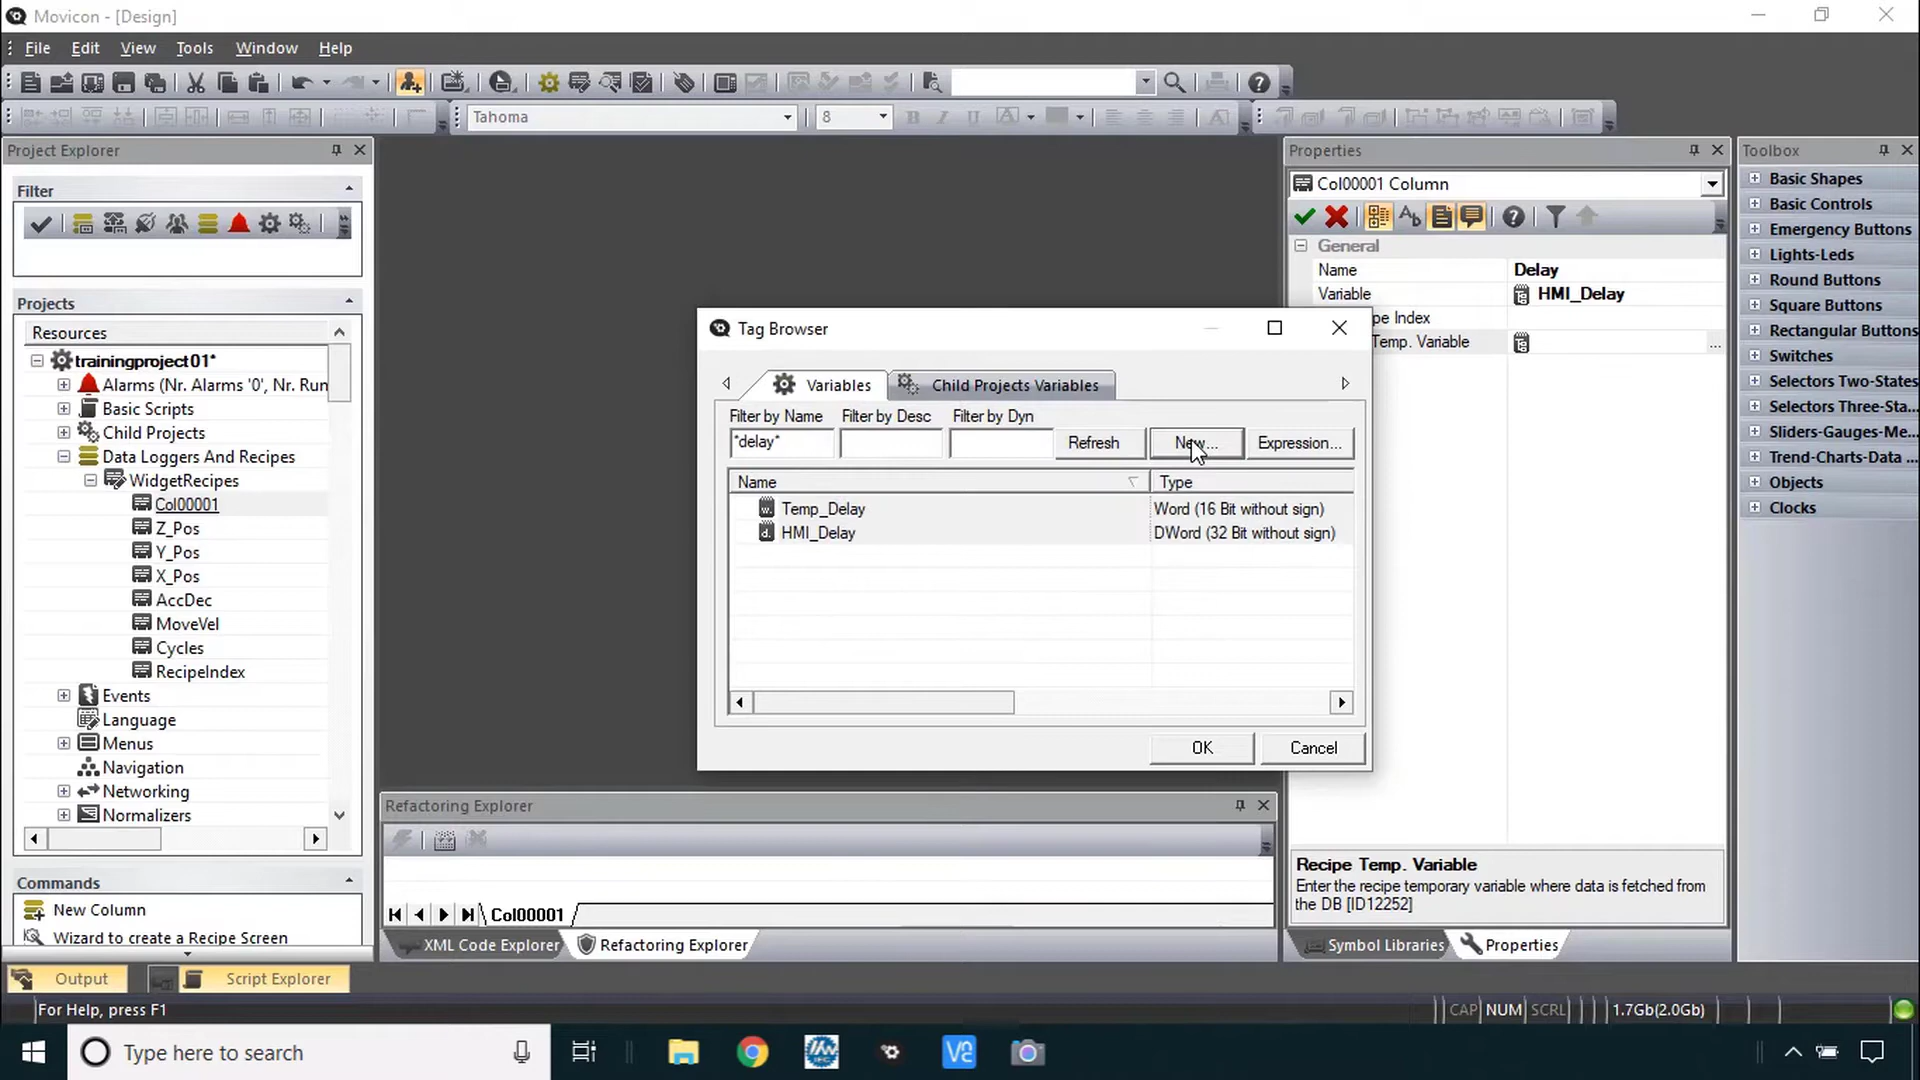 Movicon - [Design]
File Edit View Tools Window Help
Tahoma 8
Project Explorer
Filter
Projects
Resources
trainingproject01*
Alarms (Nr. Alarms '0', Nr. Run
Basic Scripts
Child Projects
Data Loggers And Recipes
WidgetRecipes
Col00001
Z_Pos
Y_Pos
X_Pos
AccDec
MoveVel
Cycles
RecipeIndex
Events
Language
Menus
Navigation
Networking
Normalizers
Commands
New Column
Wizard to create a Recipe Screen
Output Script Explorer
Tag Browser
Variables Child Projects Variables
Filter by Name Filter by Desc Filter by Dyn
*delay* Refresh New... Expression...
Name Type
Temp_Delay Word (16 Bit without sign)
HMI_Delay DWord (32 Bit without sign)
OK Cancel
Refactoring Explorer
Col00001
XML Code Explorer Refactoring Explorer
Properties
Col00001 Column
General
Name Delay
Variable HMI_Delay
pe Index
Temp. Variable ...
Recipe Temp. Variable
Enter the recipe temporary variable where data is fetched from
the DB [ID12252]
Symbol Libraries Properties
Toolbox
Basic Shapes
Basic Controls
Emergency Buttons
Lights-Leds
Round Buttons
Square Buttons
Rectangular Buttons
Switches
Selectors Two-States
Selectors Three-Sta...
Sliders-Gauges-Me...
Trend-Charts-Data ...
Objects
Clocks
For Help, press F1
CAP NUM SCRL 1.7Gb(2.0Gb)
Type here to search